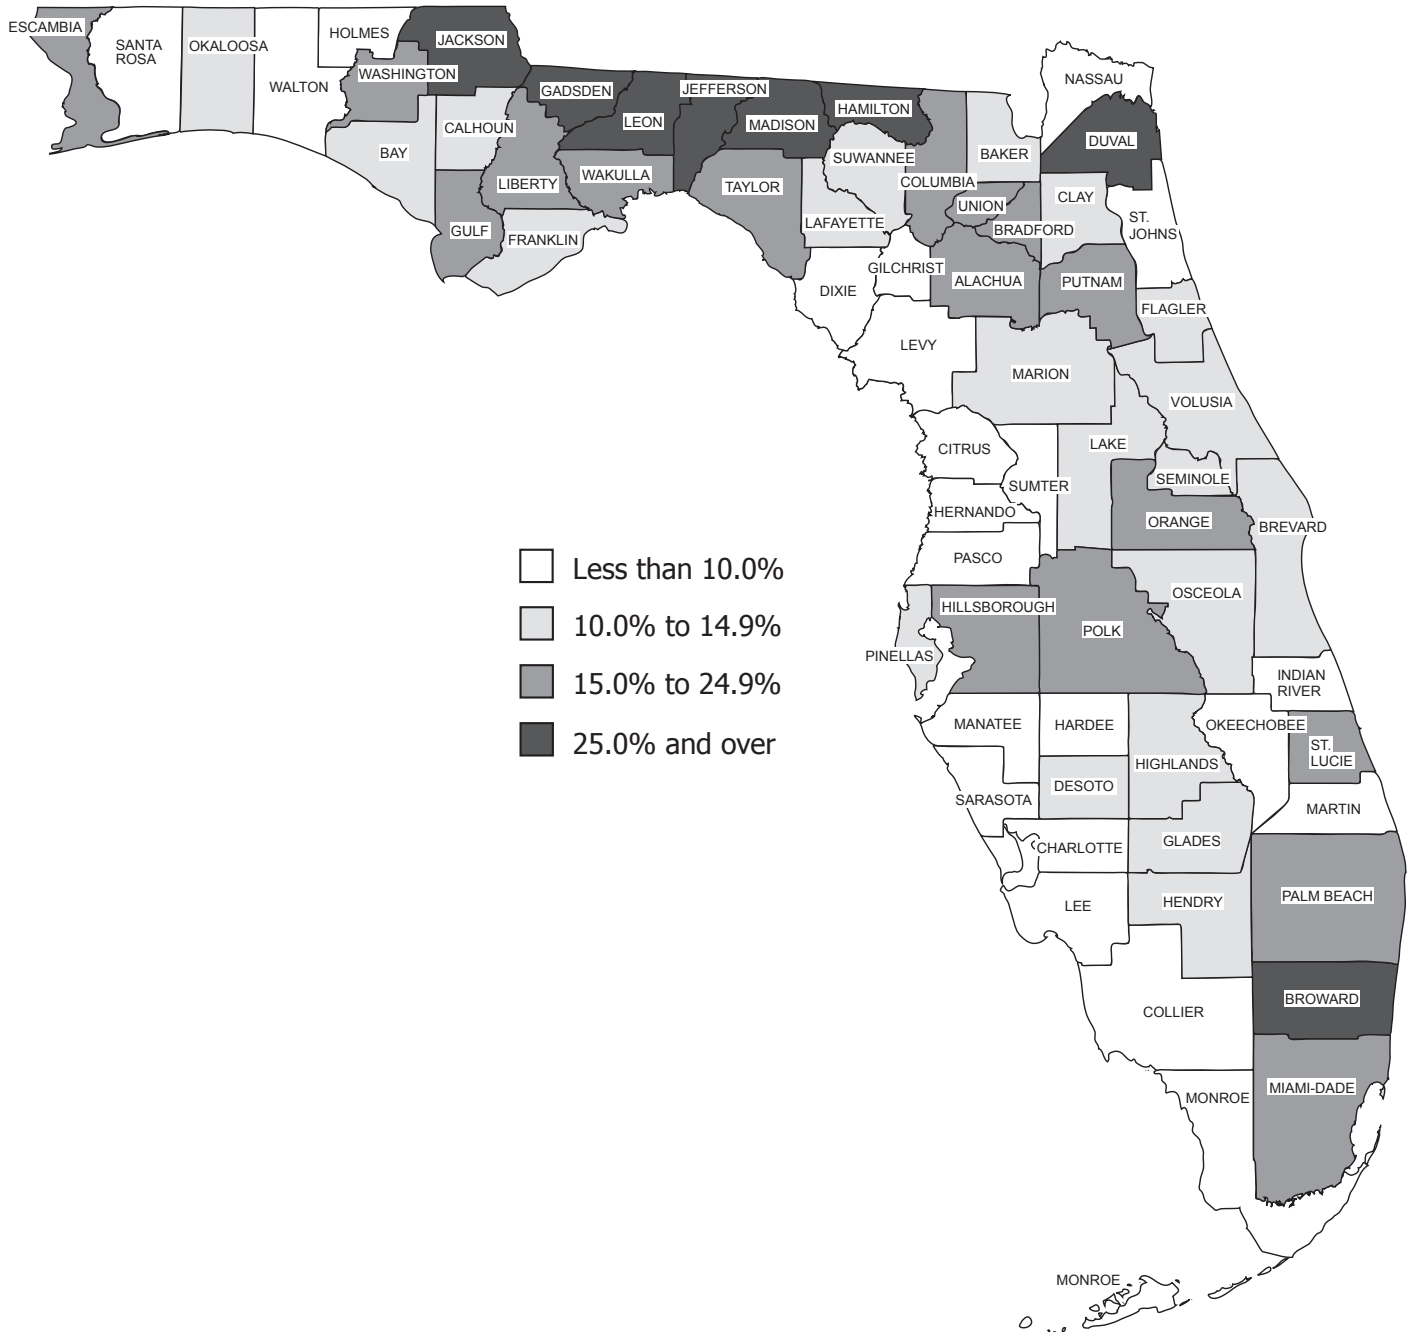 ESCAMBIA
SANTA
ROSA
OKALOOSA
WALTON
HOLMES
WASHINGTON
JACKSON
BAY
CALHOUN
GULF
LIBERTY
FRANKLIN
GADSDEN
LEON
WAKULLA
JEFFERSON
MADISON
TAYLOR
HAMILTON
SUWANNEE
LAFAYETTE
COLUMBIA
BAKER
NASSAU
DUVAL
UNION
BRADFORD
CLAY
ST.
JOHNS
DIXIE
GILCHRIST
ALACHUA
PUTNAM
FLAGLER
LEVY
MARION
VOLUSIA
CITRUS
SUMTER
LAKE
SEMINOLE
HERNANDO
ORANGE
BREVARD
PASCO
Less than 10.0%
10.0% to 14.9%
15.0% to 24.9%
25.0% and over
HILLSBOROUGH
POLK
OSCEOLA
PINELLAS
INDIAN
RIVER
MANATEE
HARDEE
OKEECHOBEE
ST.
LUCIE
HIGHLANDS
SARASOTA
DESOTO
MARTIN
CHARLOTTE
GLADES
LEE
HENDRY
PALM BEACH
COLLIER
BROWARD
MONROE
MIAMI-DADE
MONROE